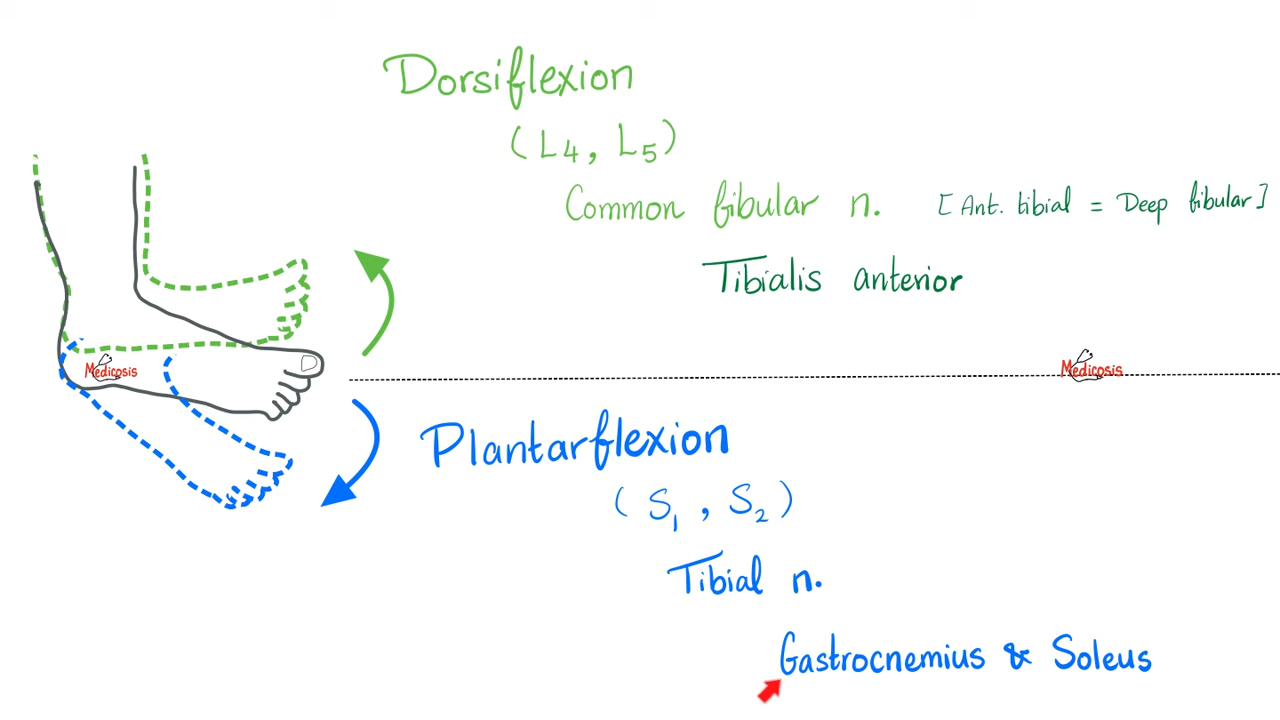 Dorsiflexion
(L4, L5)
Common fibular n. [Ant. tibial = Deep fibular]
Tibialis anterior
Medicosis
Medicosis
Plantarflexion
(S1, S2)
Tibial n.
Gastrocnemius & Soleus